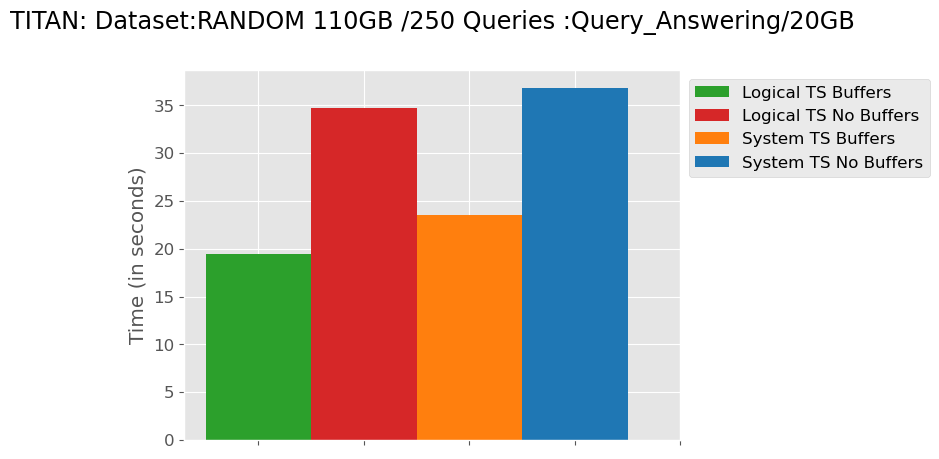 TITAN: Dataset:RANDOM 110GB /250 Queries :Query_Answering/20GB
Time (in seconds)
35
30
25
20
15
10
5
0
Logical TS Buffers
Logical TS No Buffers
System TS Buffers
System TS No Buffers